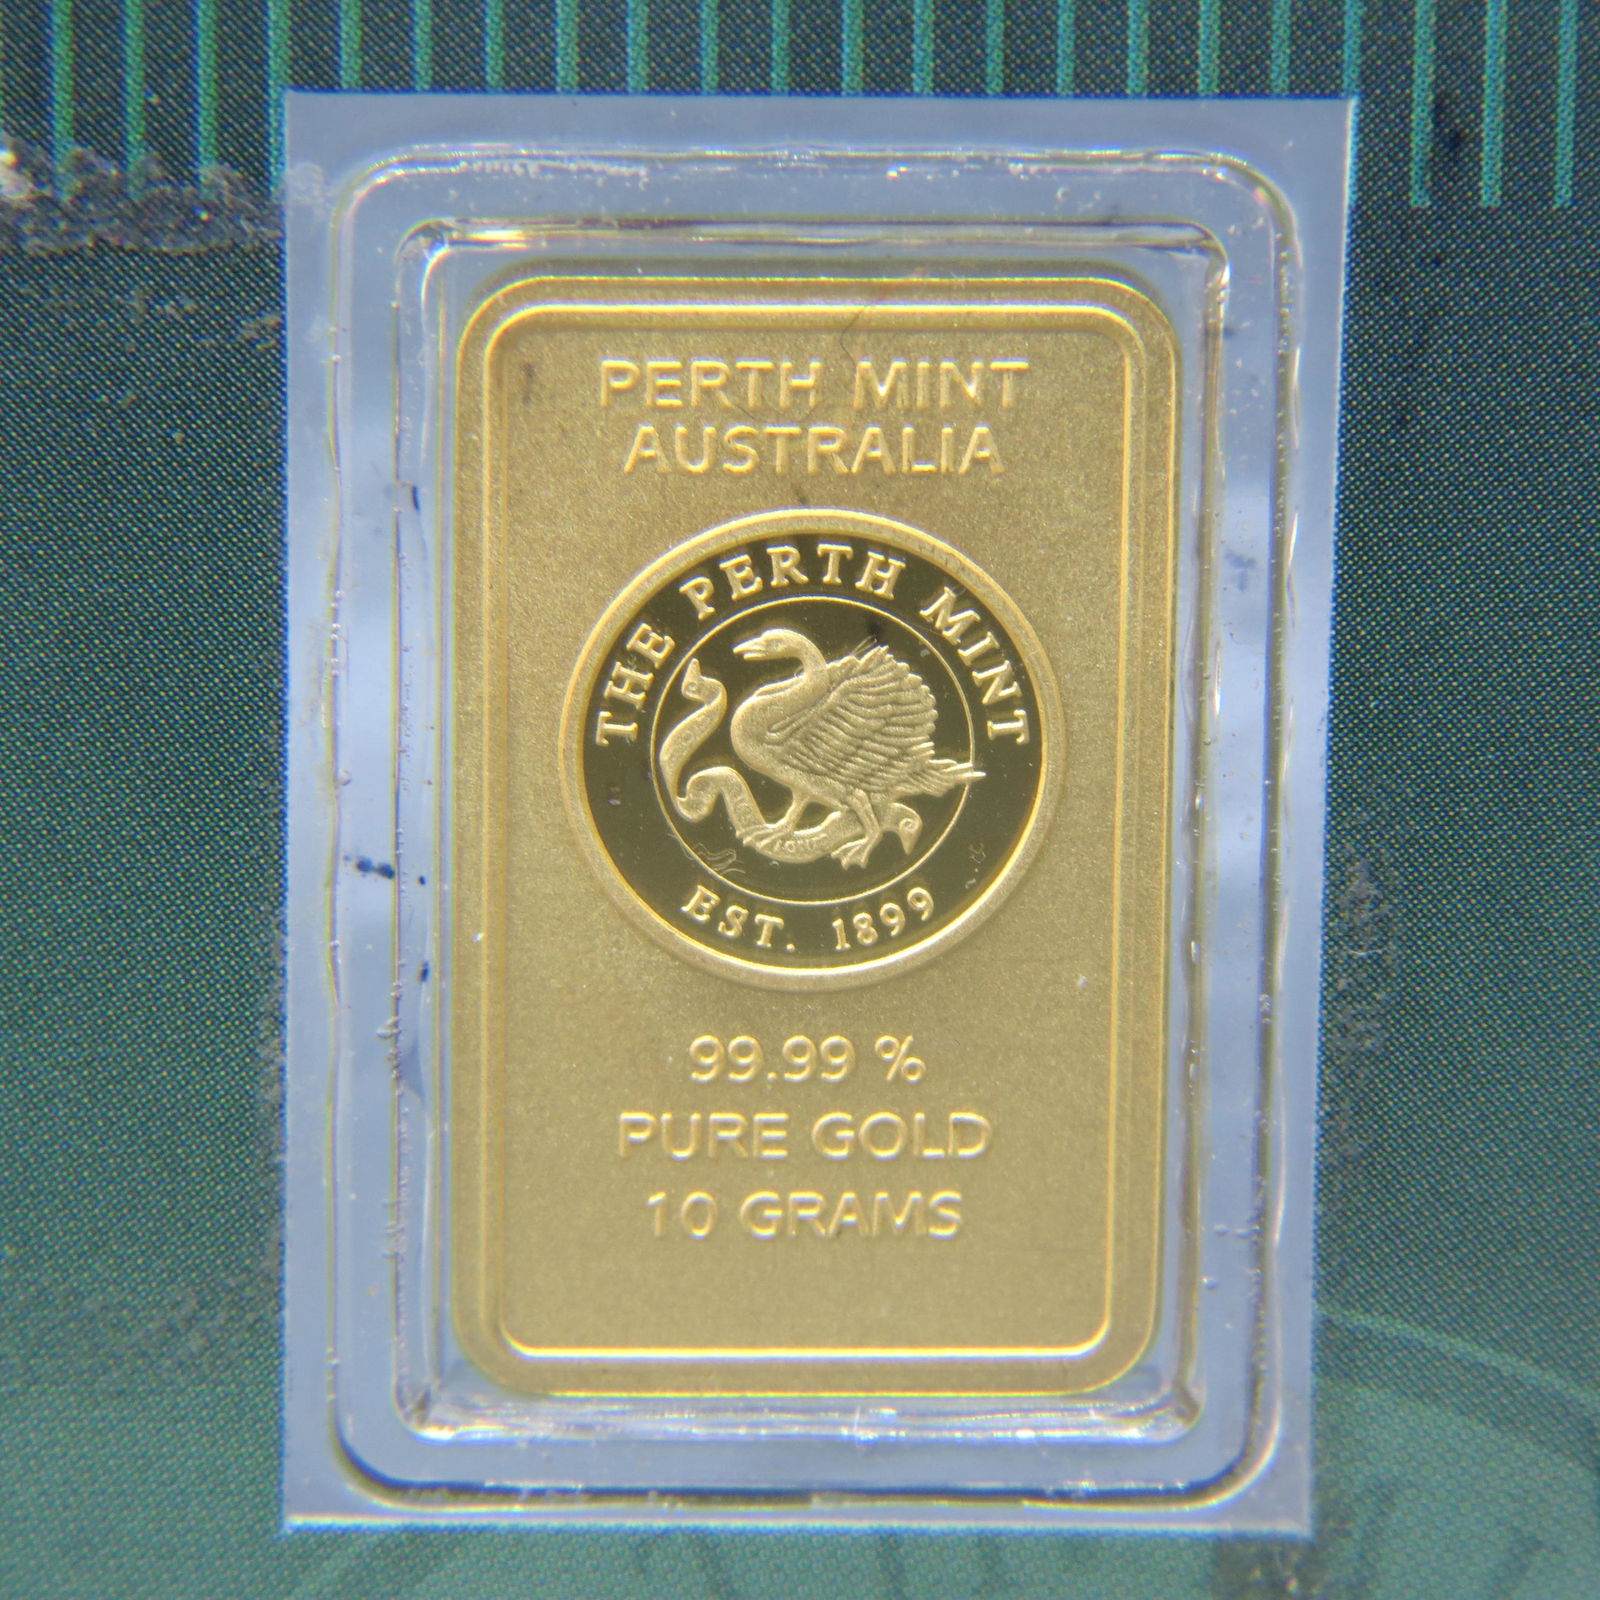 PERTH MINT
AUSTRALIA
THE PERTH MINT
EST. 1899
99.99 %
PURE GOLD
10 GRAMS